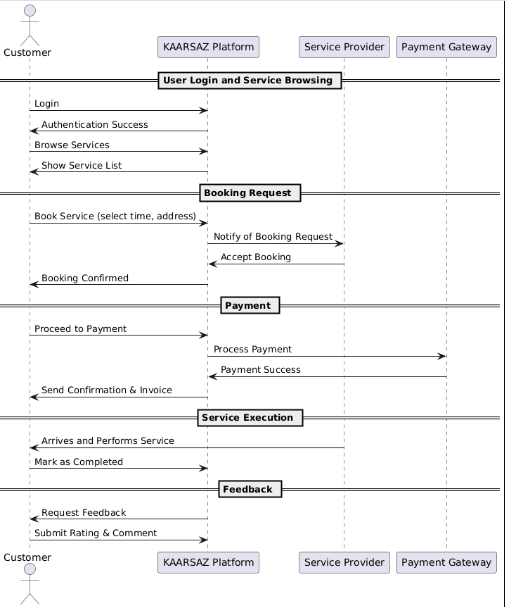 Customer
KAARSAZ Platform
Service Provider
Payment Gateway
User Login and Service Browsing
Login
Authentication Success
Browse Services
Show Service List
Booking Request
Book Service (select time, address)
Notify of Booking Request
Accept Booking
Booking Confirmed
Payment
Proceed to Payment
Process Payment
Payment Success
Send Confirmation & Invoice
Service Execution
Arrives and Performs Service
Mark as Completed
Feedback
Request Feedback
Submit Rating & Comment
Customer
KAARSAZ Platform
Service Provider
Payment Gateway